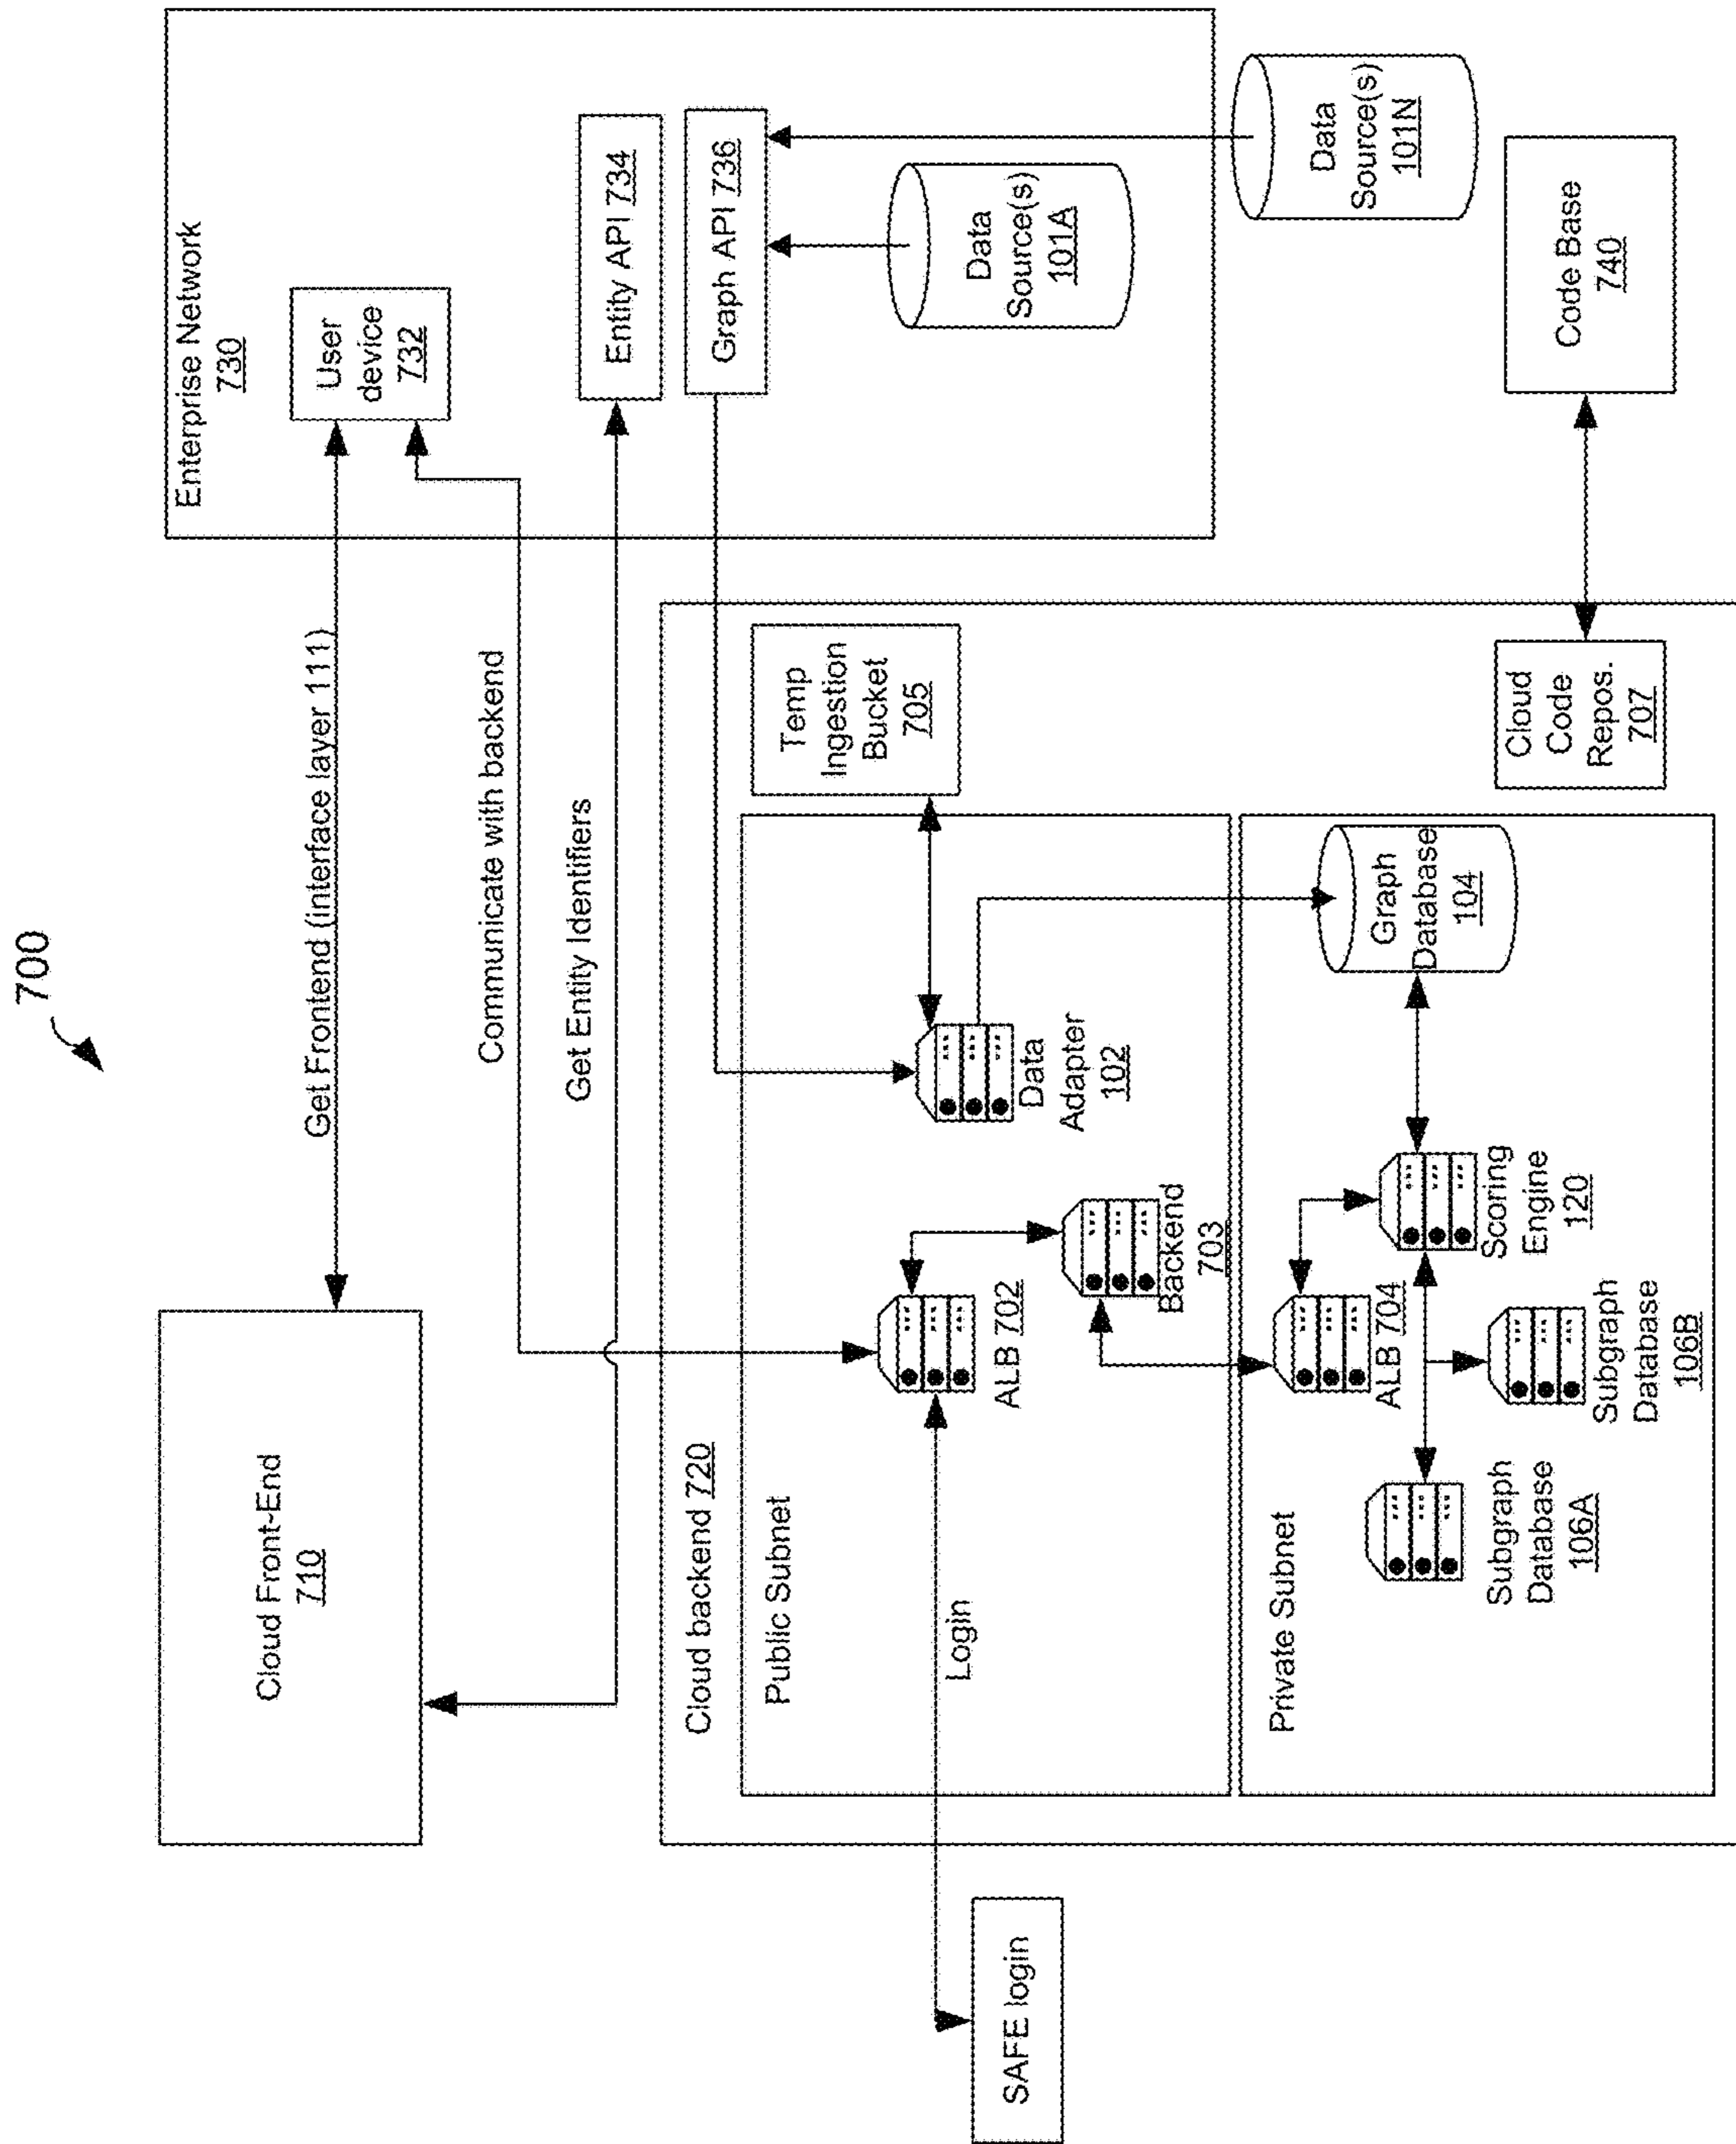 700
Cloud Front-End
710
Get Frontend (interface layer 111)
Communicate with backend
Get Entity Identifiers
Enterprise Network
730
User
device
732
Entity API 734
Graph API 736
Data
Source(s)
101A
Data
Source(s)
101N
SAFE login
Login
Cloud backend 720
Public Subnet
ALB 702
Backend
703
Data
Adapter
102
Temp
Ingestion
Bucket
705
Private Subnet
ALB 704
Scoring
Engine
120
Subgraph
Database
106A
Subgraph
Database
106B
Graph
Database
104
Cloud
Code
Repos.
707
Code Base
740